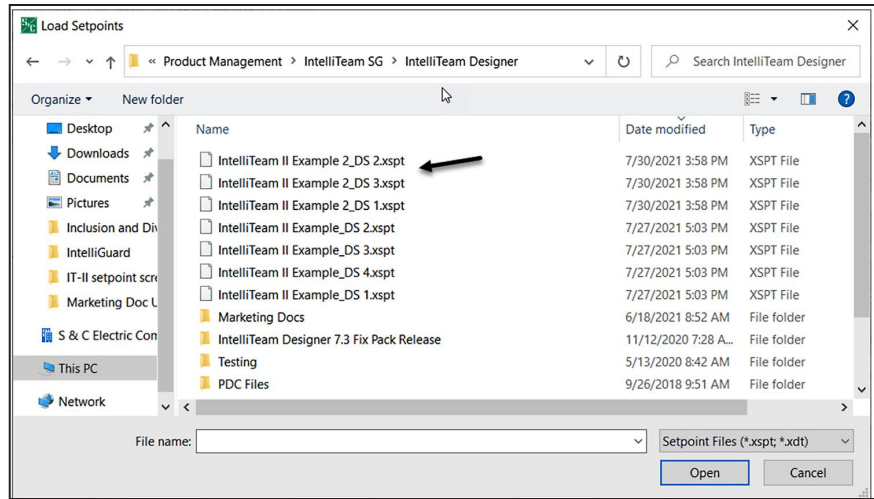 Load Setpoints
« Product Management > IntelliTeam SG > IntelliTeam Designer
Search IntelliTeam Designer
Organize New folder
Name Date modified Type
Desktop
Downloads
Documents
Pictures
Inclusion and Div
IntelliGuard
IT-II setpoint scre
Marketing Doc U
S & C Electric Com
This PC
Network
IntelliTeam II Example 2_DS 2.xspt 7/30/2021 3:58 PM XSPT File
IntelliTeam II Example 2_DS 3.xspt 7/30/2021 3:58 PM XSPT File
IntelliTeam II Example 2_DS 1.xspt 7/30/2021 3:58 PM XSPT File
IntelliTeam II Example_DS 2.xspt 7/27/2021 5:03 PM XSPT File
IntelliTeam II Example_DS 3.xspt 7/27/2021 5:03 PM XSPT File
IntelliTeam II Example_DS 4.xspt 7/27/2021 5:03 PM XSPT File
IntelliTeam II Example_DS 1.xspt 7/27/2021 5:03 PM XSPT File
Marketing Docs 6/18/2021 8:52 AM File folder
IntelliTeam Designer 7.3 Fix Pack Release 11/12/2020 7:28 A... File folder
Testing 5/13/2020 8:42 AM File folder
PDC Files 9/26/2018 9:51 AM File folder
File name:
Setpoint Files (*.xspt; *.xdt)
Open Cancel